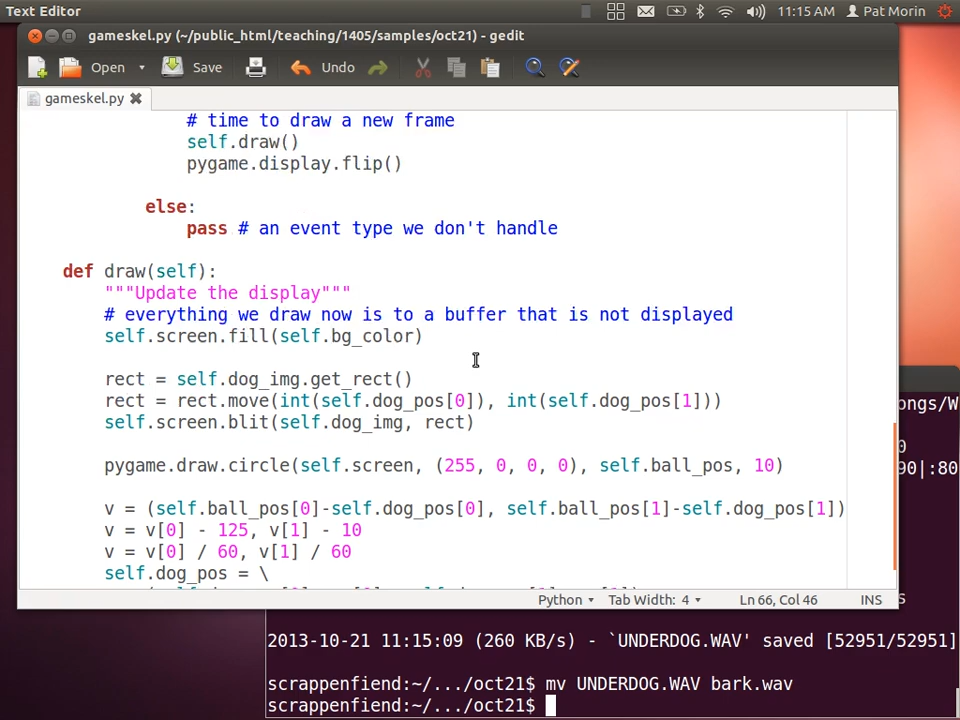 Text Editor
11:15 AM
Pat Morin
gameskel.py (~/public_html/teaching/1405/samples/oct21) - gedit
Open
Save
Undo
gameskel.py
# time to draw a new frame
self.draw()
pygame.display.flip()
else:
pass # an event type we don't handle
def draw(self):
"""Update the display"""
# everything we draw now is to a buffer that is not displayed
self.screen.fill(self.bg_color)
rect = self.dog_img.get_rect()
rect = rect.move(int(self.dog_pos[0]), int(self.dog_pos[1]))
self.screen.blit(self.dog_img, rect)
pygame.draw.circle(self.screen, (255, 0, 0, 0), self.ball_pos, 10)
v = (self.ball_pos[0]-self.dog_pos[0], self.ball_pos[1]-self.dog_pos[1])
v = v[0] - 125, v[1] - 10
v = v[0] / 60, v[1] / 60
self.dog_pos = \
Python
Tab Width: 4
Ln 66, Col 46
INS
ongs/W
0
90|:80
s
2013-10-21 11:15:09 (260 KB/s) - `UNDERDOG.WAV' saved [52951/52951]
scrappenfiend:~/.../oct21$ mv UNDERDOG.WAV bark.wav
scrappenfiend:~/.../oct21$